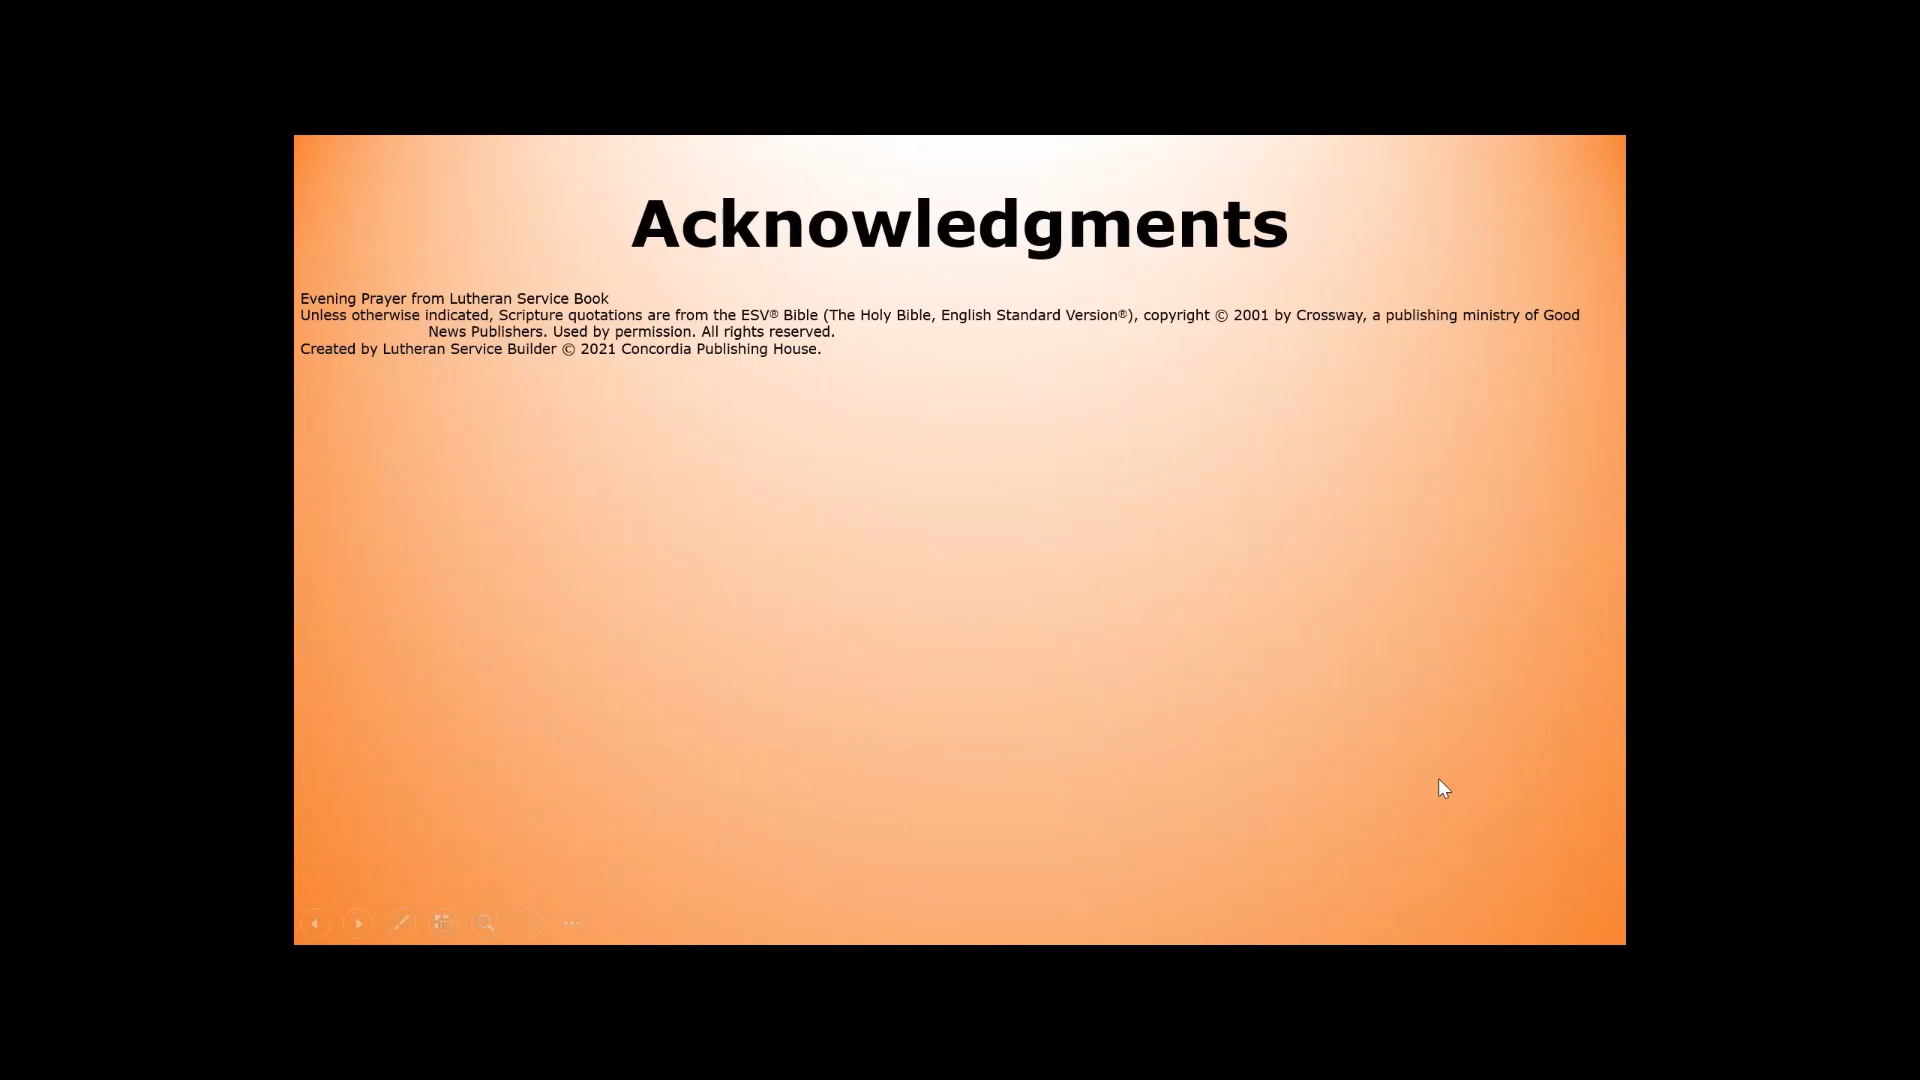 Acknowledgments
Evening Prayer from Lutheran Service Book
Unless otherwise indicated, Scripture quotations are from the ESV® Bible (The Holy Bible, English Standard Version®), copyright © 2001 by Crossway, a publishing ministry of Good
News Publishers. Used by permission. All rights reserved.
Created by Lutheran Service Builder © 2021 Concordia Publishing House.